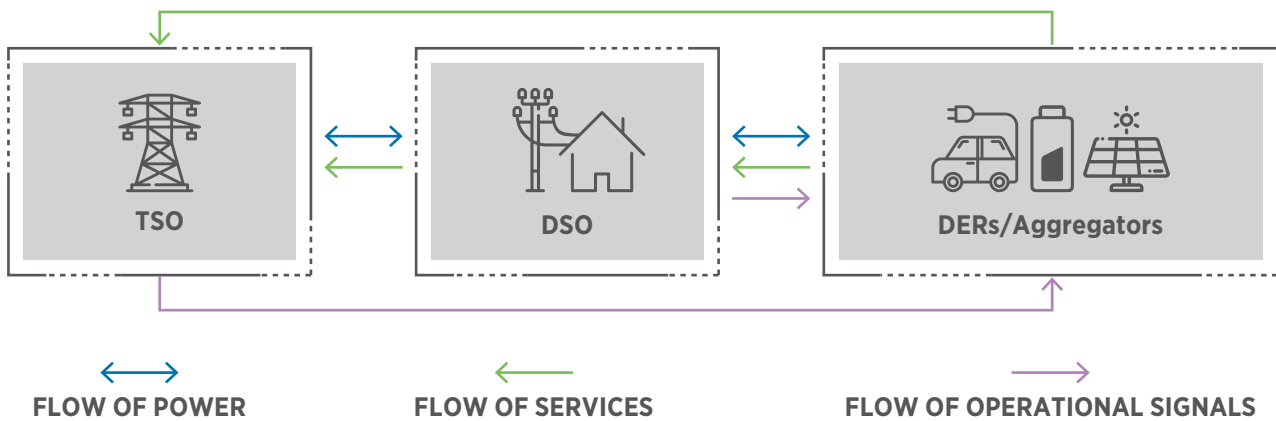 TSO
DSO
DERs/Aggregators
FLOW OF POWER
FLOW OF SERVICES
FLOW OF OPERATIONAL SIGNALS